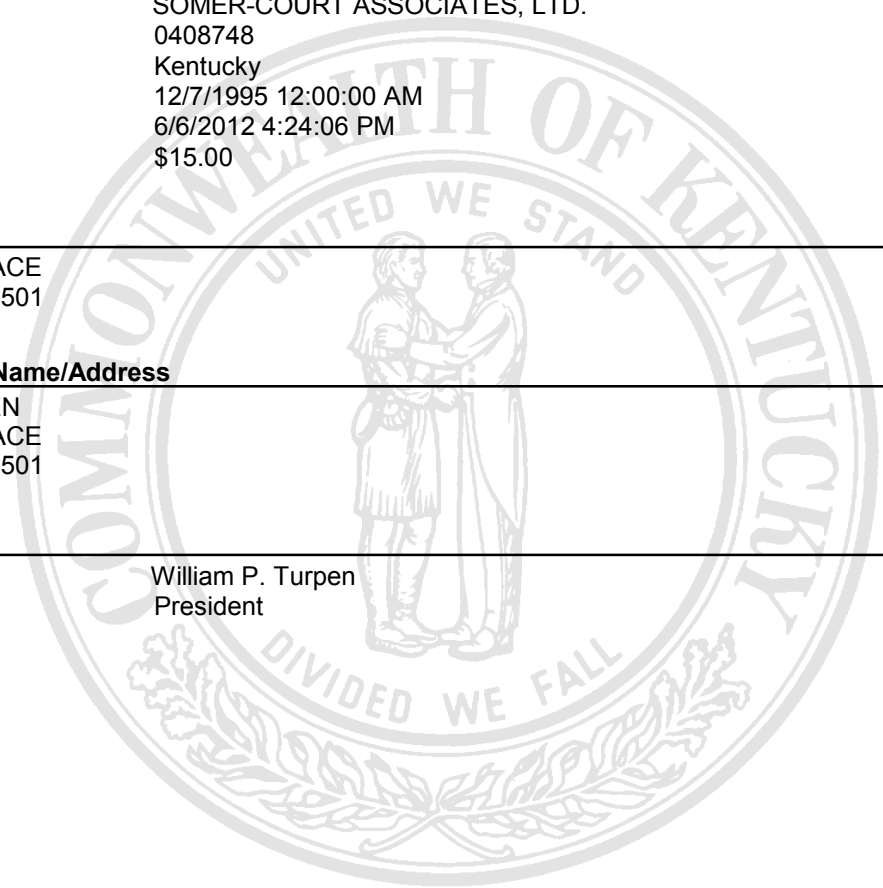 SOMER-COURT ASSOCIATES, LTD.
0408748
Kentucky
12/7/1995 12:00:00 AM
6/6/2012 4:24:06 PM
$15.00
ACE
501
Name/Address
EN
ACE
501
William P. Turpen
President
COMMONWEALTH OF KENTUCKY
UNITED WE STAND
DIVIDED WE FALL